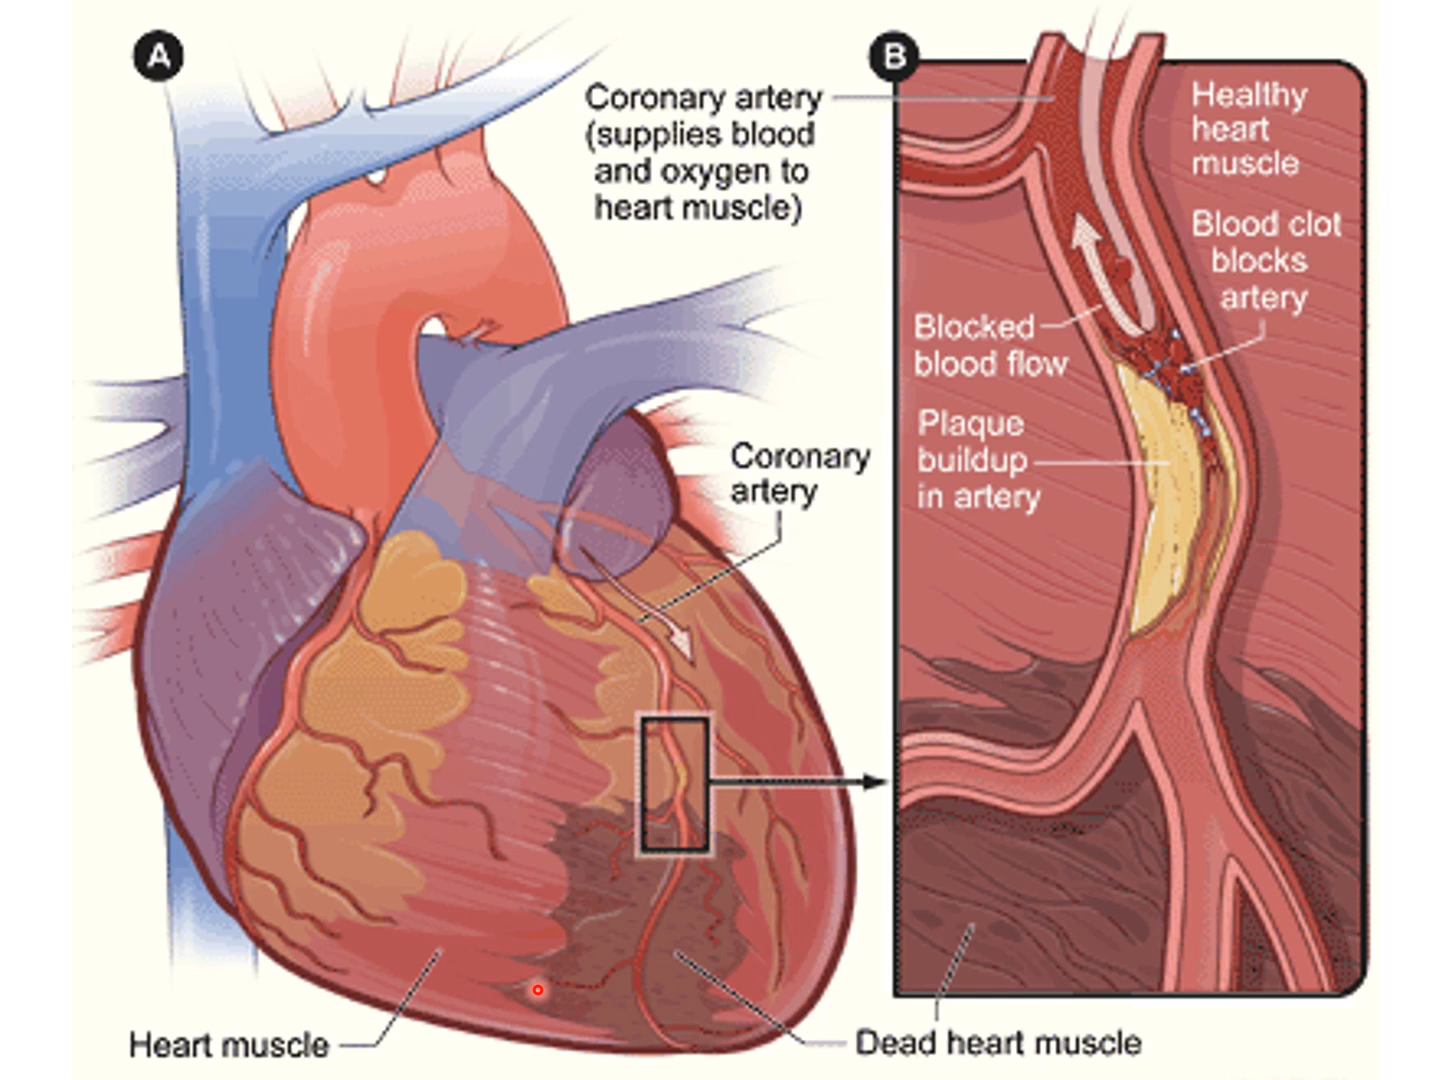 A
Coronary artery
(supplies blood
and oxygen to
heart muscle)
Coronary
artery
Heart muscle
Dead heart muscle
B
Healthy
heart
muscle
Blood clot
blocks
artery
Blocked
blood flow
Plaque
buildup
in artery